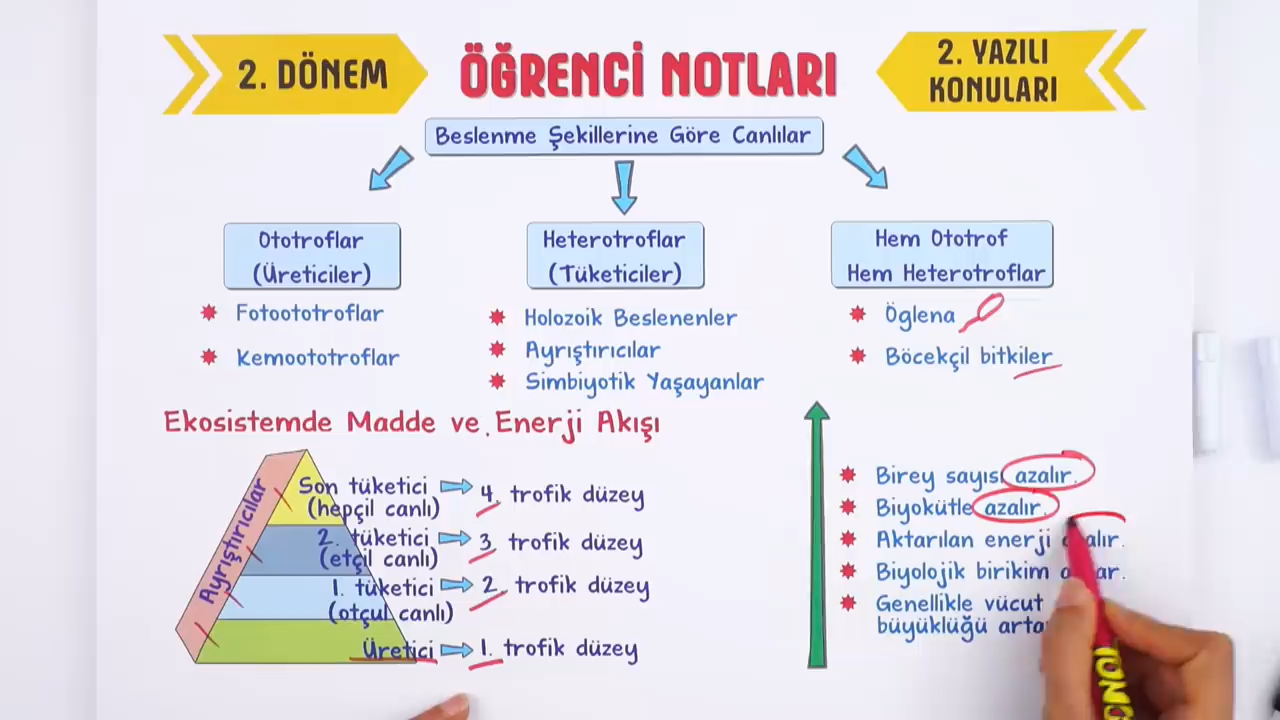 2. DÖNEM
ÖĞRENCİ NOTLARI
2. YAZILI
KONULARI
Beslenme Şekillerine Göre Canlılar
Ototroflar
(Üreticiler)
Fotoototroflar
Kemoototroflar
Heterotroflar
(Tüketiciler)
Holozoik Beslenenler
Ayrıştırıcılar
Simbiyotik Yaşayanlar
Hem Ototrof
Hem Heterotroflar
Öglena
Böcekçil bitkiler
Ekosistemde Madde ve Enerji Akışı
Ayrıştırıcılar
Son tüketici
(hepçil canlı)
4. trofik düzey
2. tüketici
(etçil canlı)
3. trofik düzey
1. tüketici
(otçul canlı)
2. trofik düzey
Üretici
1. trofik düzey
Birey sayısı azalır.
Biyokütle azalır.
Aktarılan enerji
Biyolojik birikim
Genellikle vücut
büyüklüğü